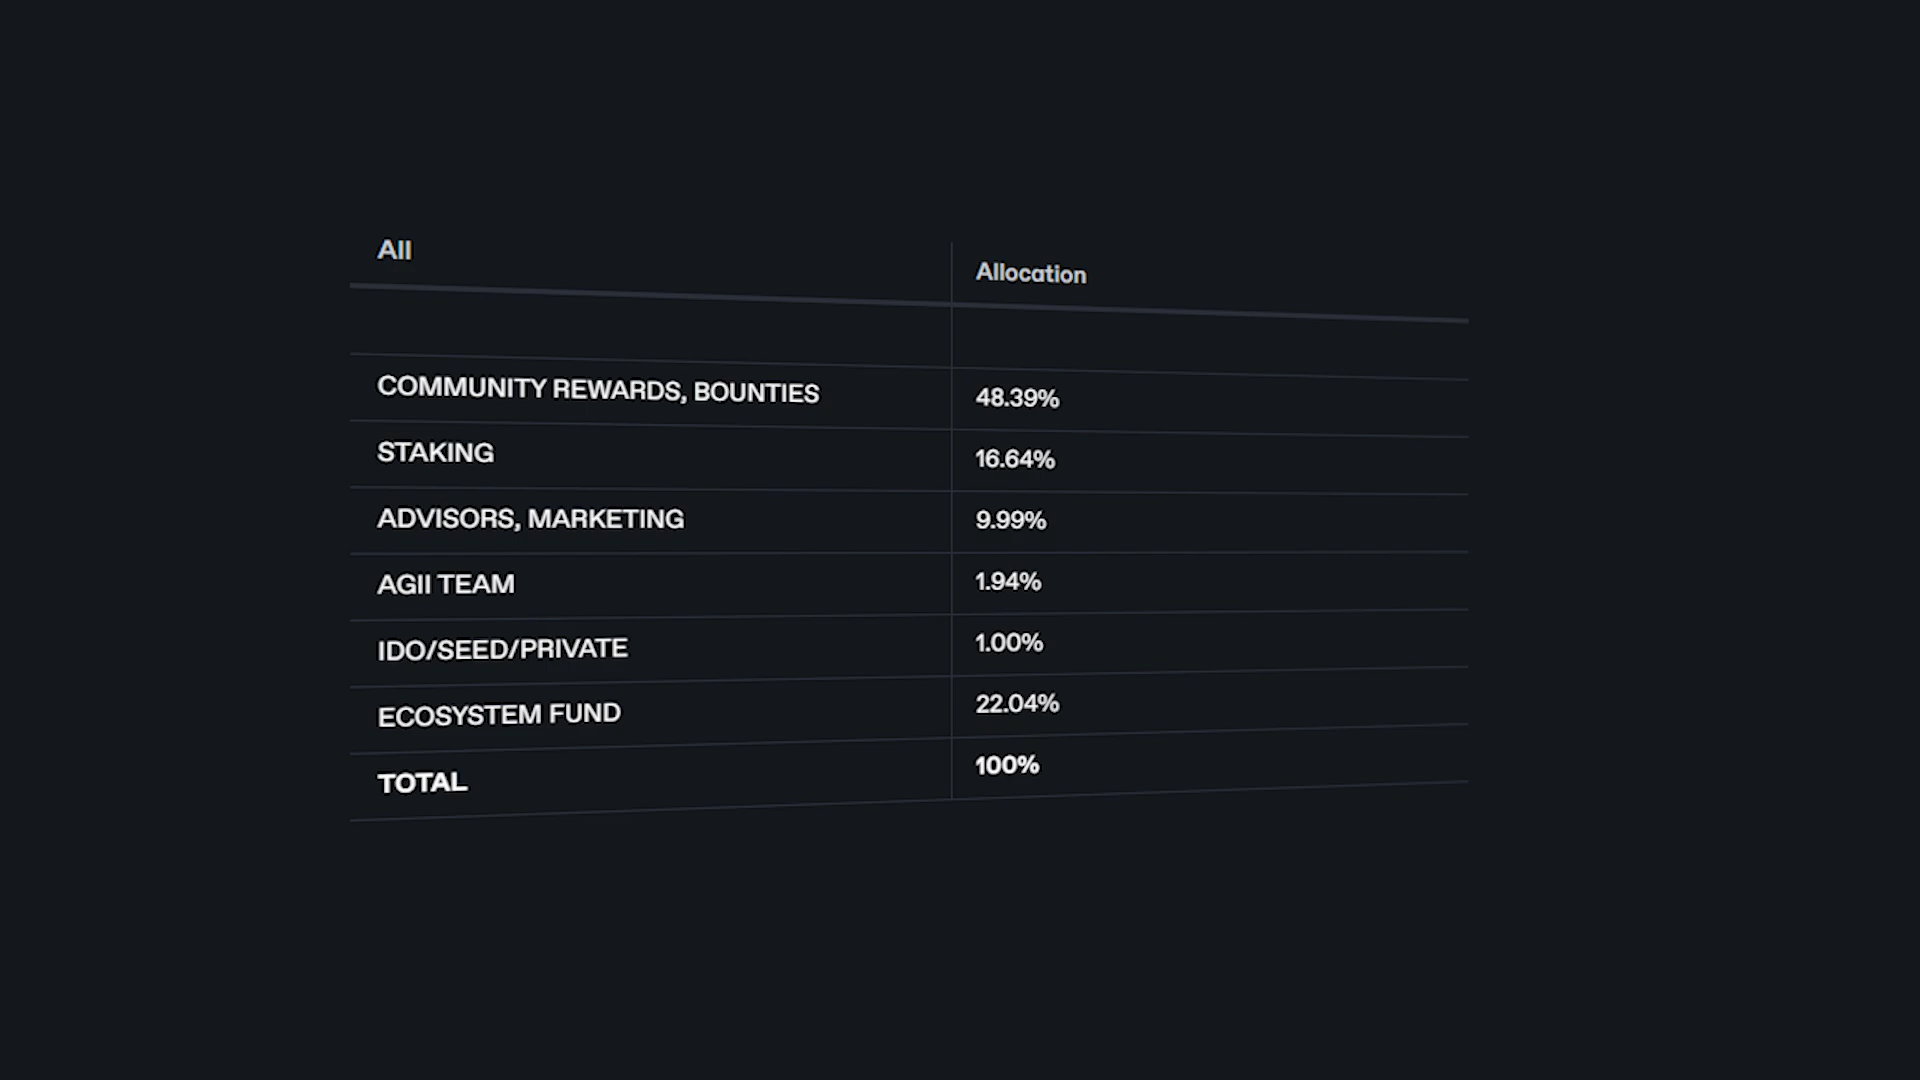 All Allocation
COMMUNITY REWARDS, BOUNTIES 48.39%
STAKING 16.64%
ADVISORS, MARKETING 9.99%
AGII TEAM 1.94%
IDO/SEED/PRIVATE 1.00%
ECOSYSTEM FUND 22.04%
TOTAL 100%